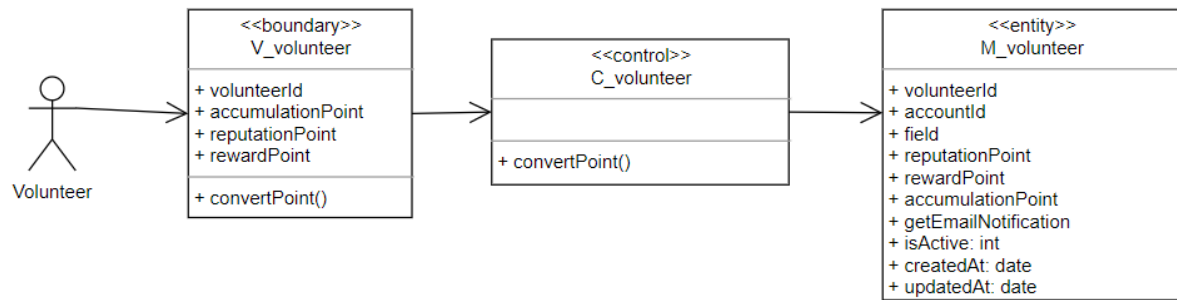 Volunteer
<<boundary>>
V_volunteer
+ volunteerId
+ accumulationPoint
+ reputationPoint
+ rewardPoint
+ convertPoint()
<<control>>
C_volunteer
+ convertPoint()
<<entity>>
M_volunteer
+ volunteerId
+ accountId
+ field
+ reputationPoint
+ rewardPoint
+ accumulationPoint
+ getEmailNotification
+ isActive: int
+ createdAt: date
+ updatedAt: date